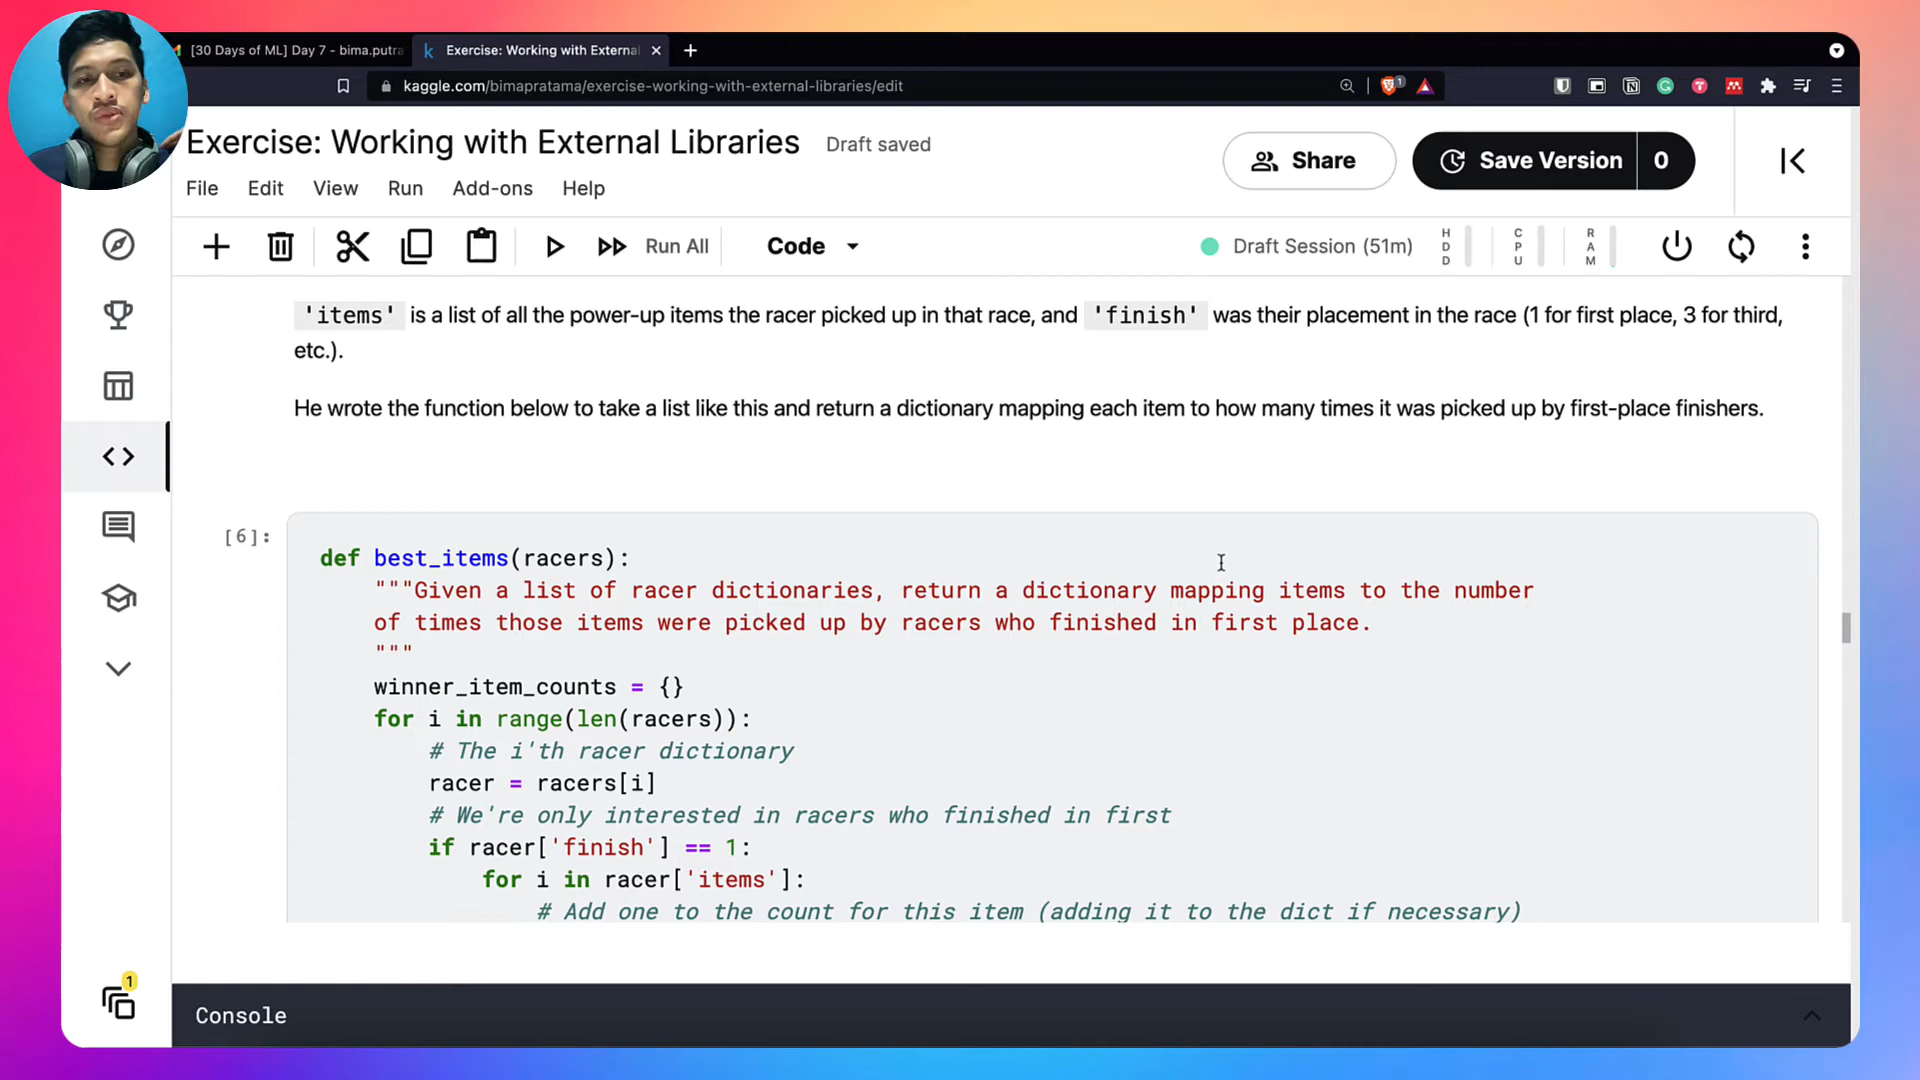 [30 Days of ML] Day 7 - bima.putra
Exercise: Working with External
kaggle.com/bimapratama/exercise-working-with-external-libraries/edit
Exercise: Working with External Libraries
Draft saved
Share
Save Version
0
File
Edit
View
Run
Add-ons
Help
Run All
Code
Draft Session (51m)
HDD
CPU
RAM
'items' is a list of all the power-up items the racer picked up in that race, and 'finish' was their placement in the race (1 for first place, 3 for third,
etc.).
He wrote the function below to take a list like this and return a dictionary mapping each item to how many times it was picked up by first-place finishers.
[6]:
def best_items(racers):
"""Given a list of racer dictionaries, return a dictionary mapping items to the number
of times those items were picked up by racers who finished in first place.
"""
winner_item_counts = {}
for i in range(len(racers)):
# The i'th racer dictionary
racer = racers[i]
# We're only interested in racers who finished in first
if racer['finish'] == 1:
for i in racer['items']:
# Add one to the count for this item (adding it to the dict if necessary)
1
Console